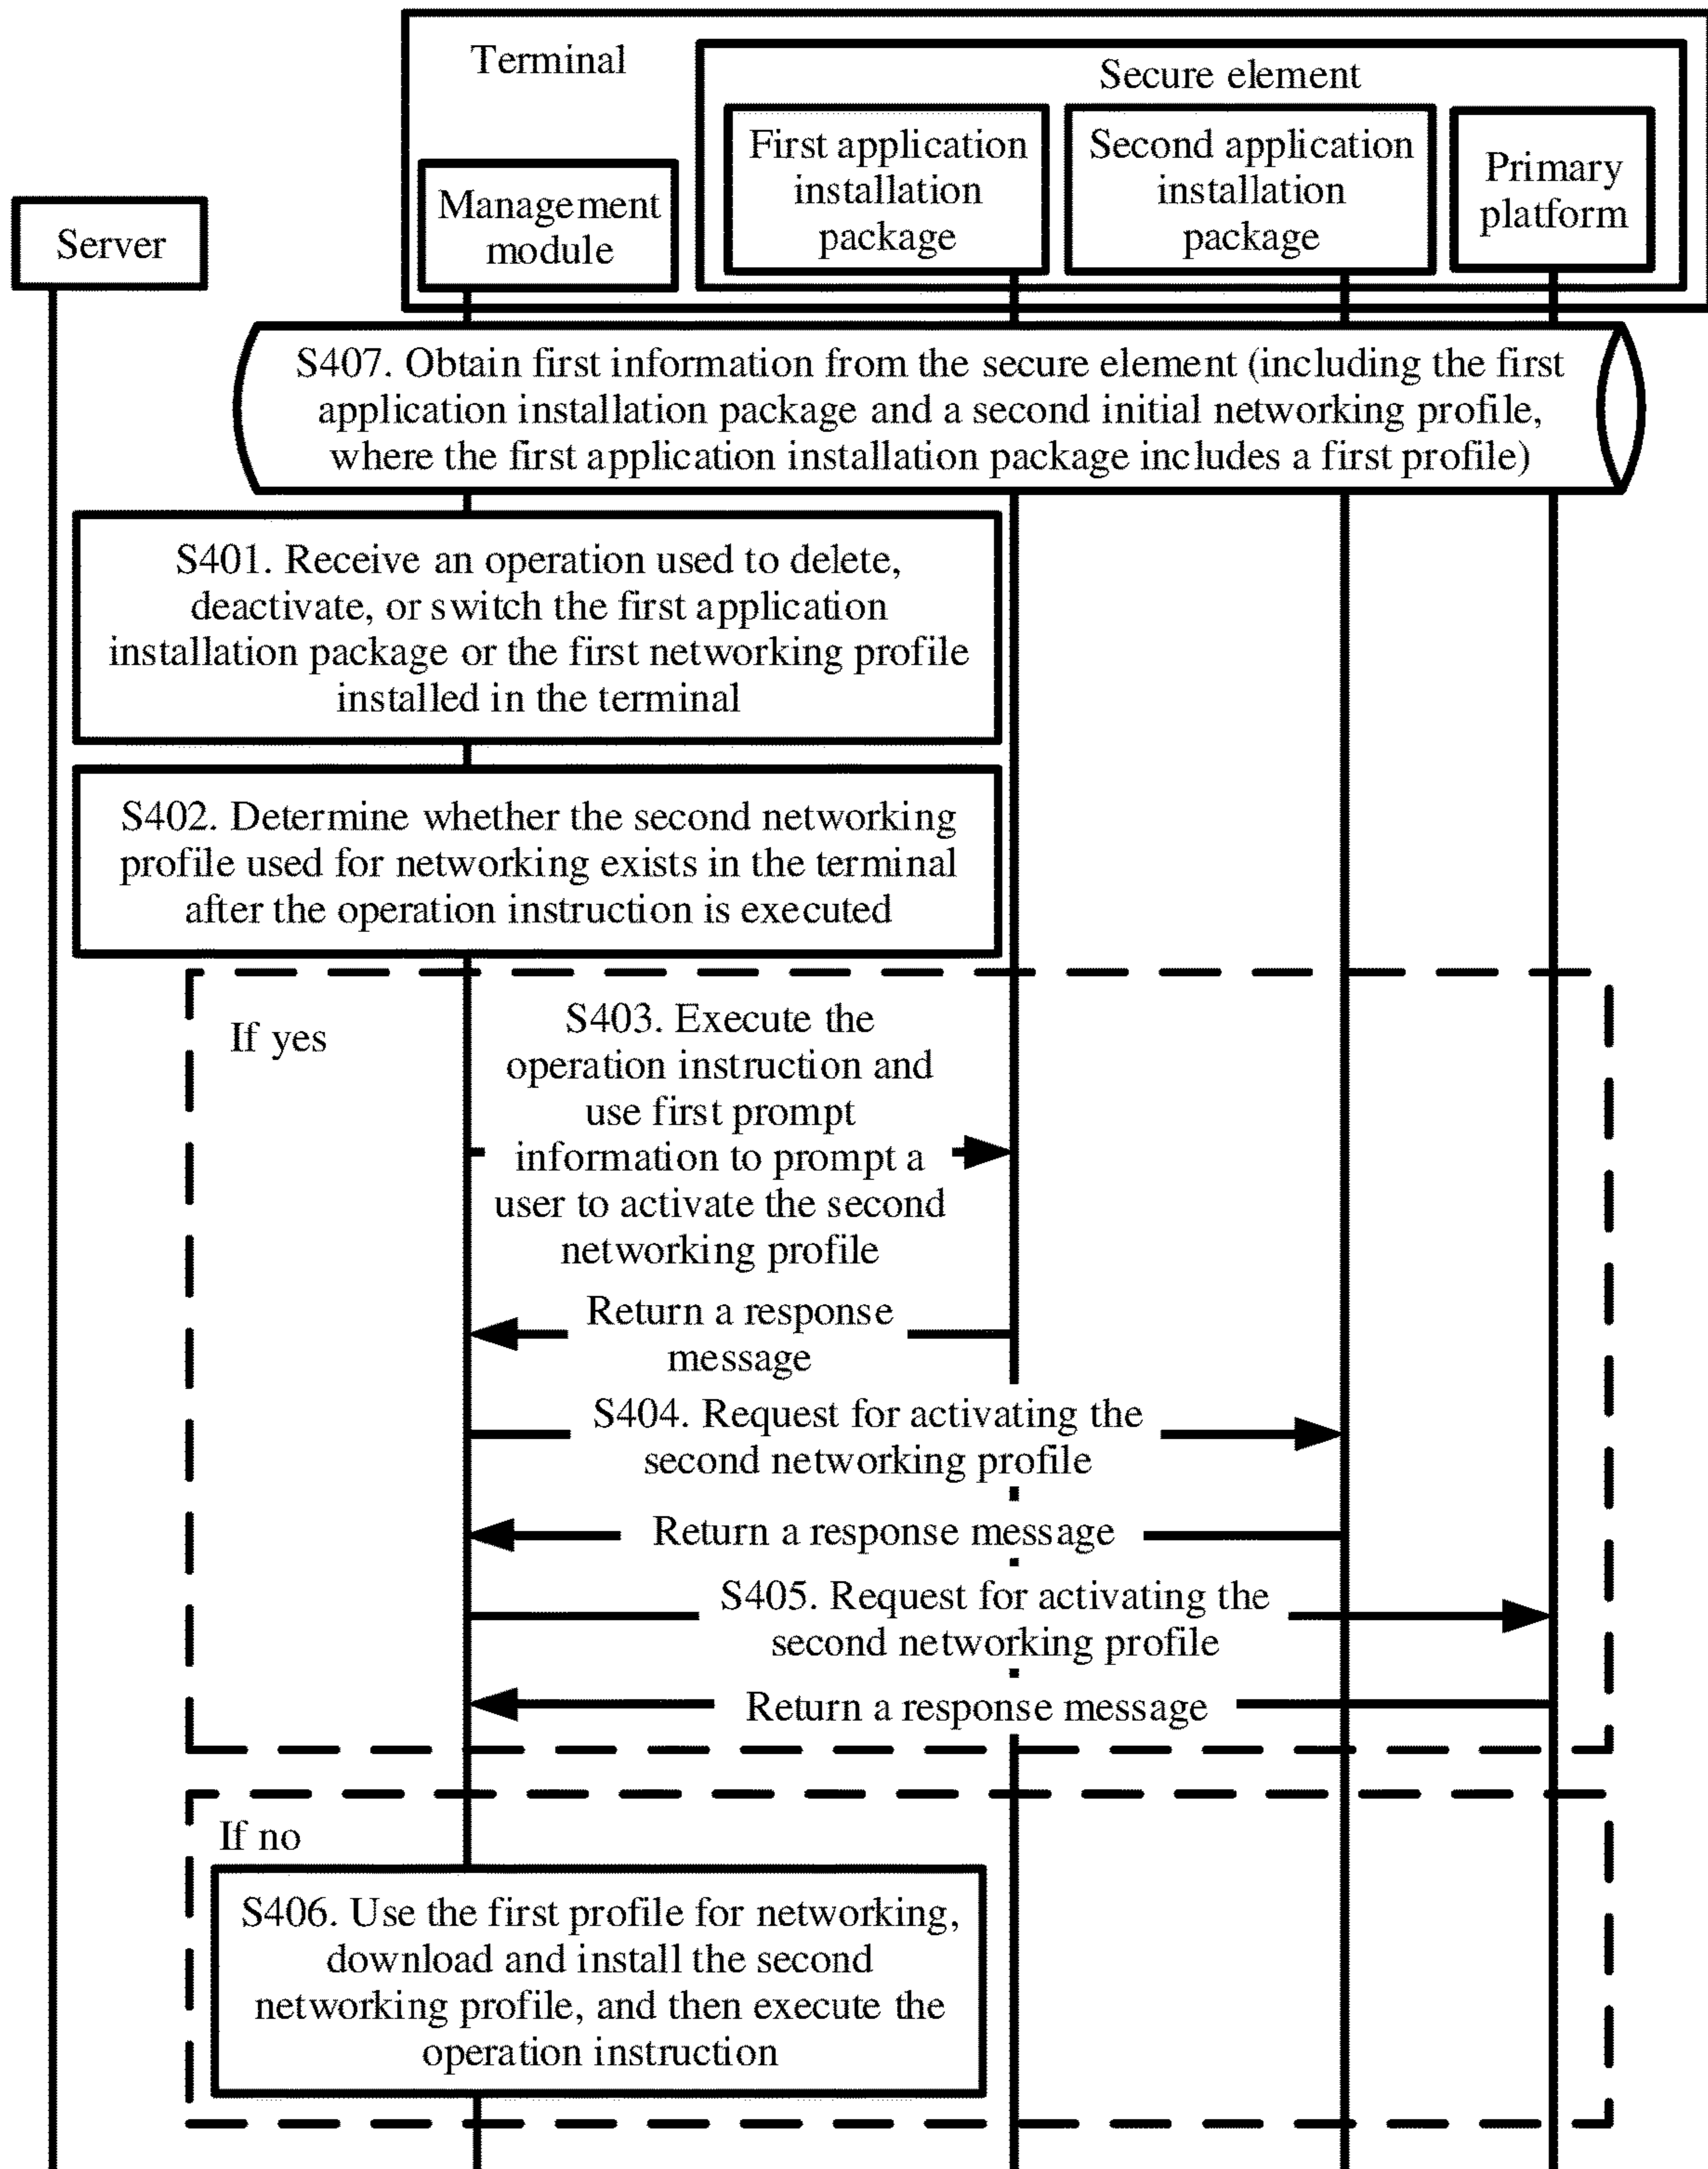 Terminal
Secure element
First application
installation
package
Second application
installation
package
Primary
platform
Management
module
Server
S407. Obtain first information from the secure element (including the first
application installation package and a second initial networking profile,
where the first application installation package includes a first profile)
S401. Receive an operation used to delete,
deactivate, or switch the first application
installation package or the first networking profile
installed in the terminal
S402. Determine whether the second networking
profile used for networking exists in the terminal
after the operation instruction is executed
If yes
S403. Execute the
operation instruction and
use first prompt
information to prompt a
user to activate the second
networking profile
Return a response
message
S404. Request for activating the
second networking profile
Return a response message
S405. Request for activating the
second networking profile
Return a response message
If no
S406. Use the first profile for networking,
download and install the second
networking profile, and then execute the
operation instruction